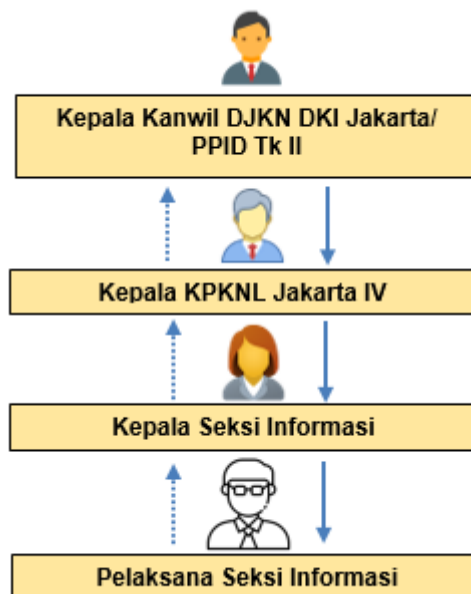 Kepala Kanwil DJKN DKI Jakarta/
PPID Tk II
Kepala KPKNL Jakarta IV
Kepala Seksi Informasi
Pelaksana Seksi Informasi